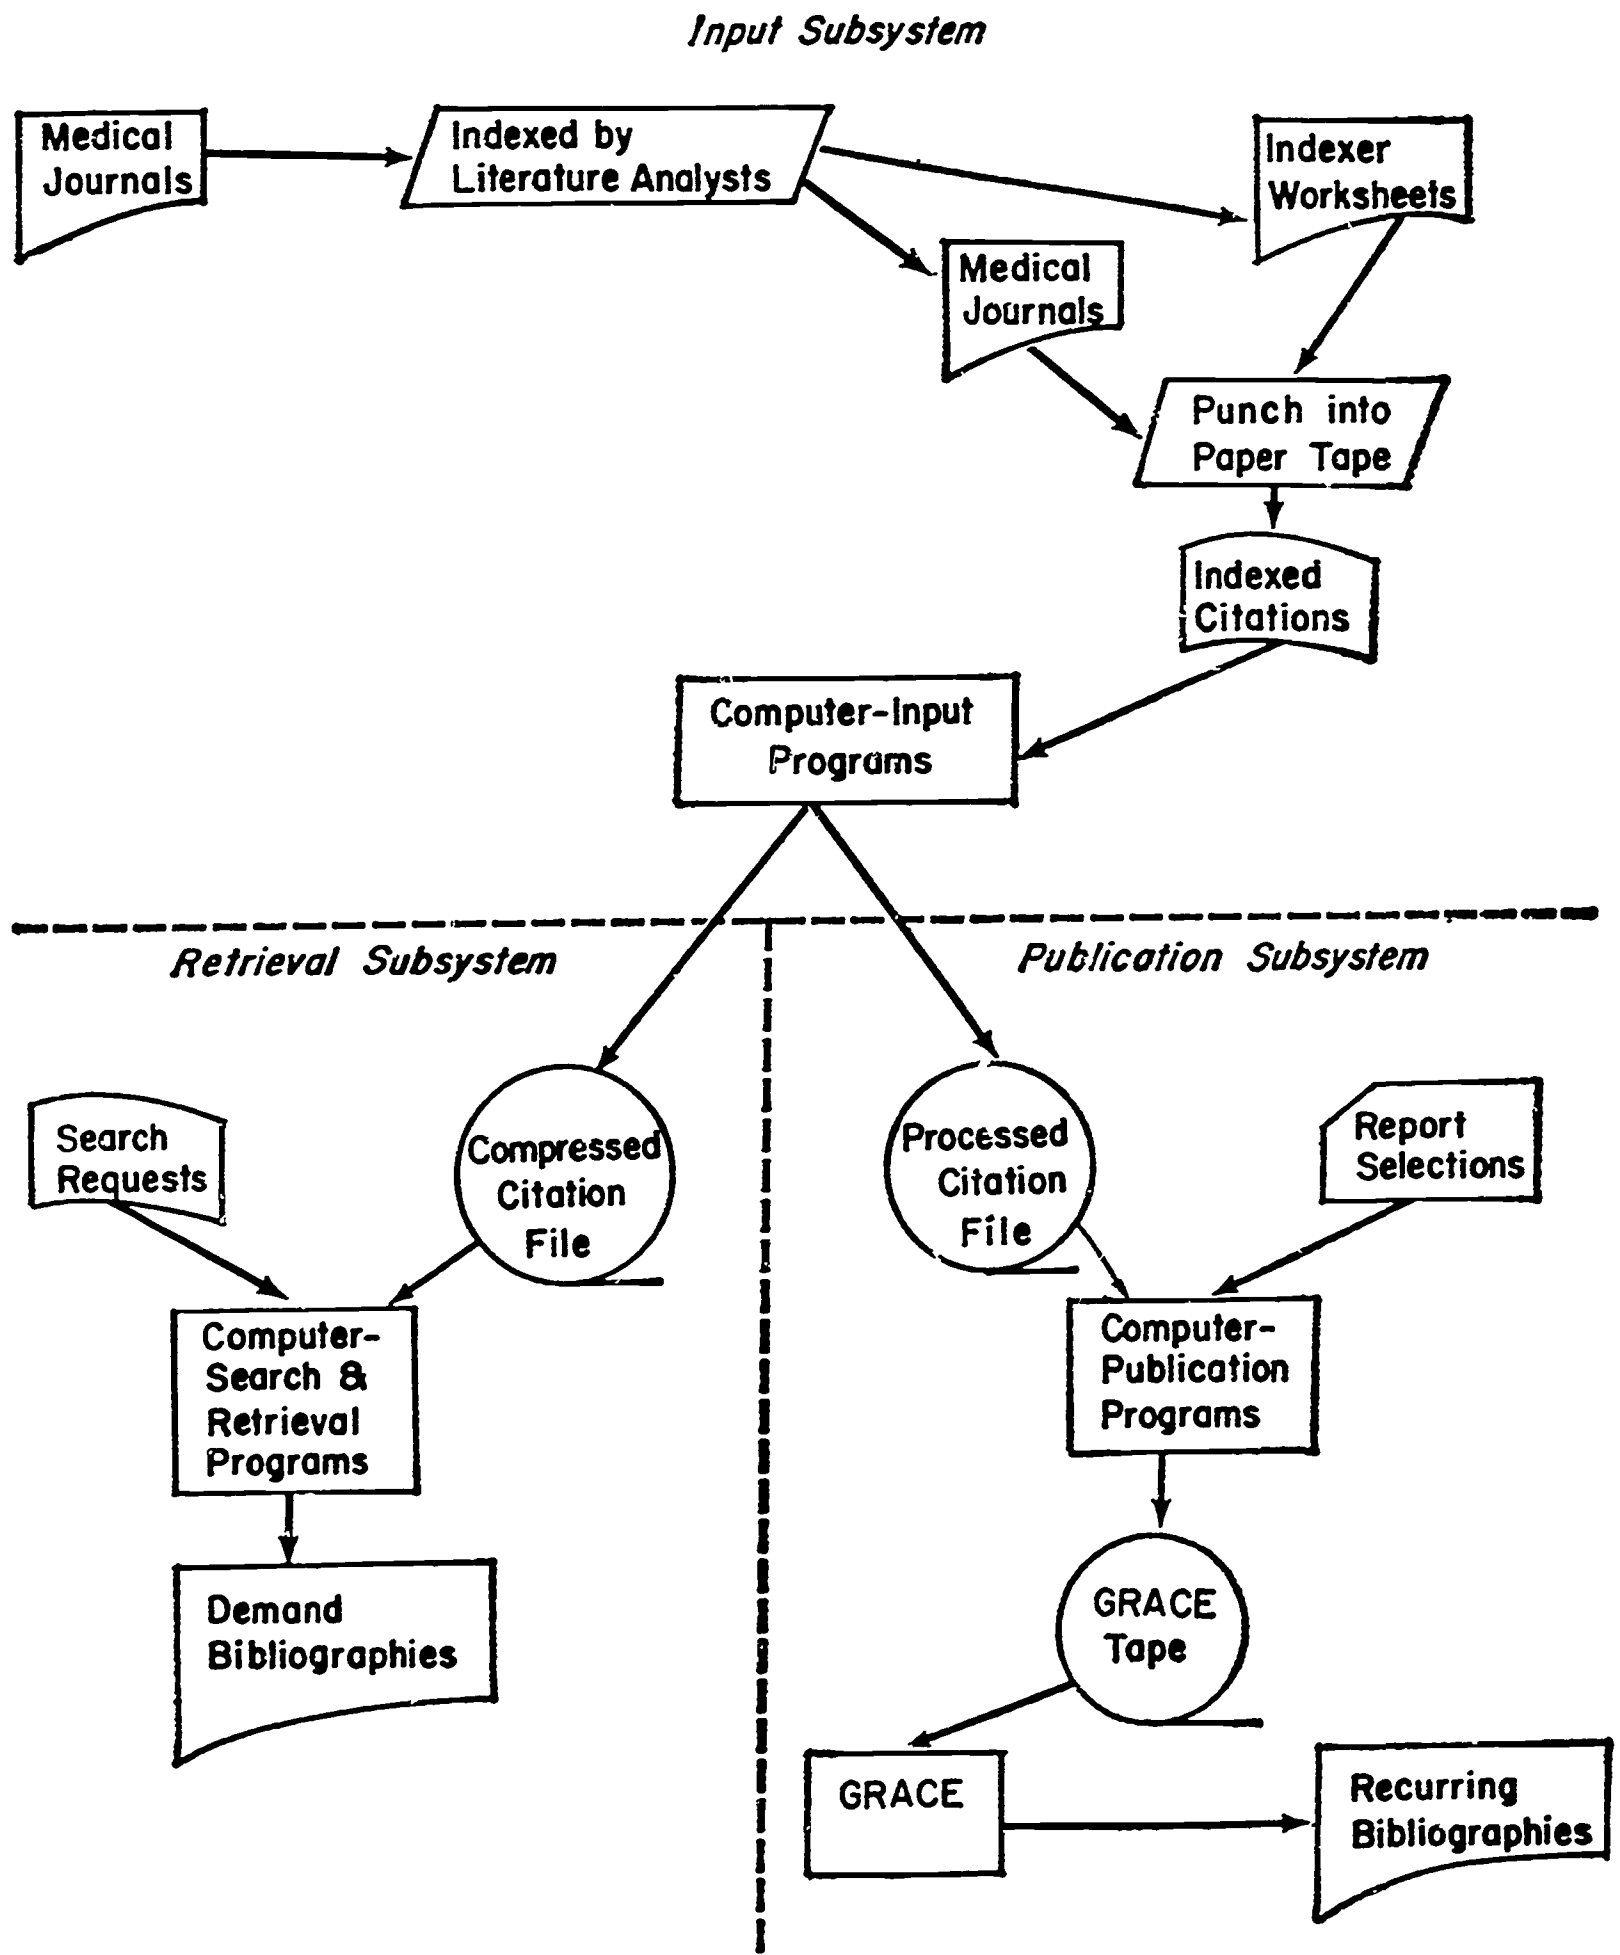 Input Subsystem
Medical
Journals
Indexed by
Literature Analysts
Indexer
Worksheets
Medical
Journals
Punch into
Paper Tape
Indexed
Citations
Computer-Input
Programs
Retrieval Subsystem
Publication Subsystem
Search
Requests
Compressed
Citation
File
Processed
Citation
File
Report
Selections
Computer-
Search &
Retrieval
Programs
Computer-
Publication
Programs
Demand
Bibliographies
GRACE
Tape
GRACE
Recurring
Bibliographies